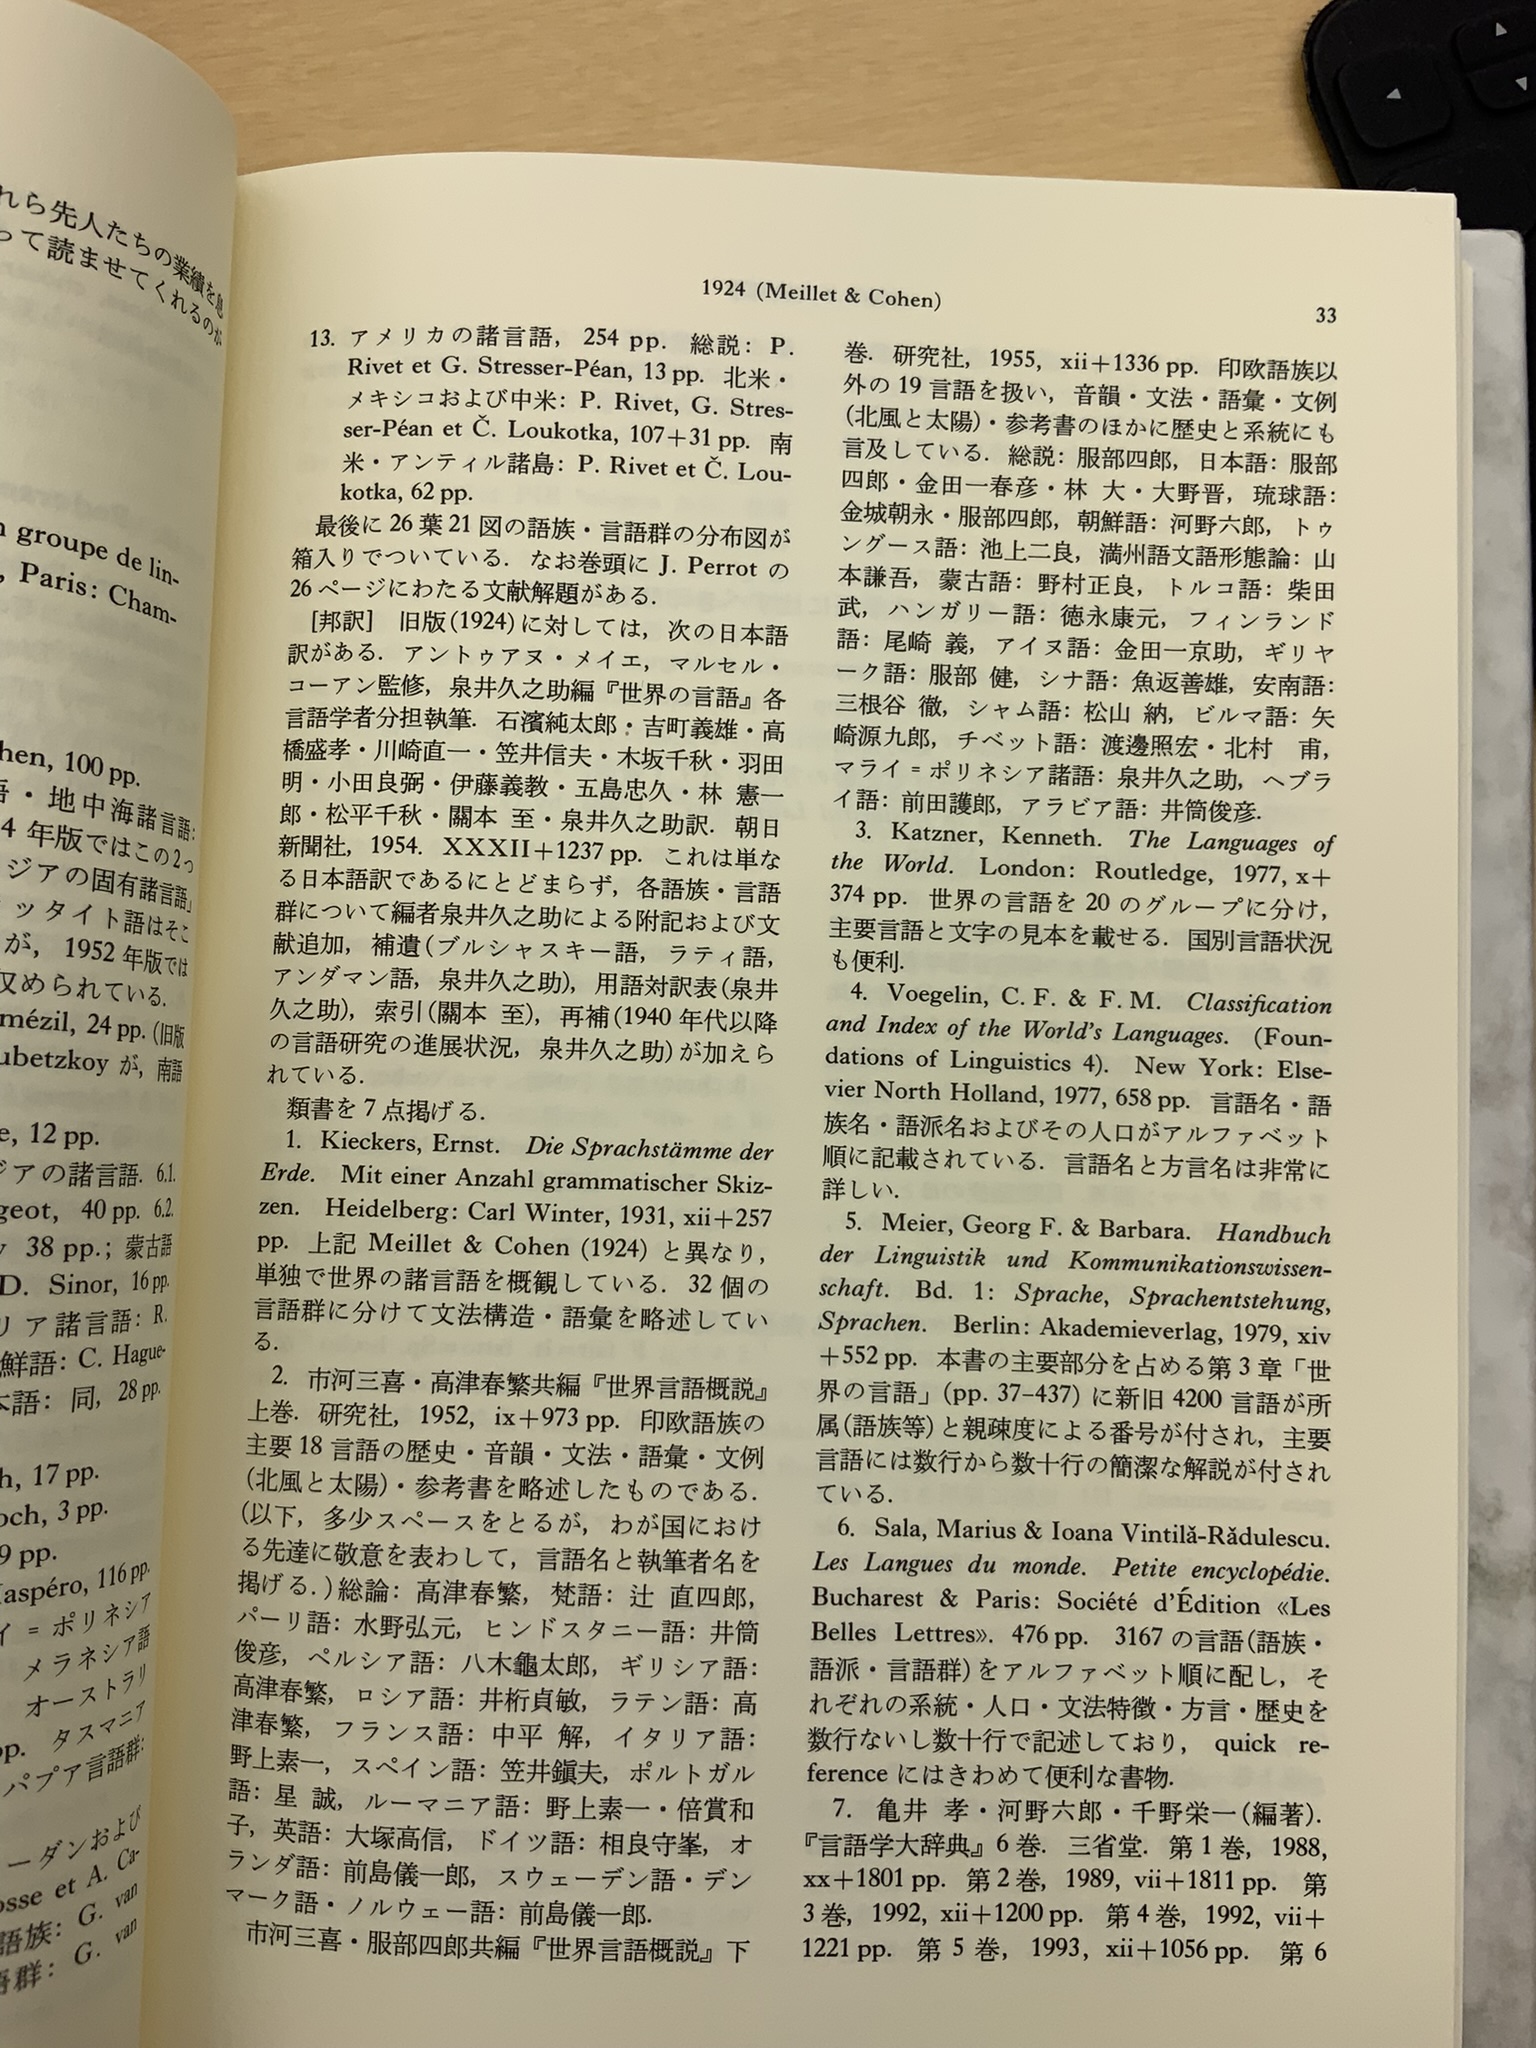 れら先人たちの業績を
って読ませてくれるのが
groupe de lin-
, Paris: Cham-
hen, 100 pp.
語・地中海諸言語:
4 年版ではこの2つ
ジアの固有諸言語」
ッタイト語はそこ
が, 1952 年版では
収められている.
mézil, 24 pp. (旧版
ubetzkoy が, 南語
e, 12 pp.
ジアの諸言語. 6.1.
geot, 40 pp. 6.2.
38 pp.; 蒙古語
D. Sinor, 16 pp.
リア諸言語: R.
鮮語: C. Hague-
本語: 同, 28 pp.
h, 17 pp.
och, 3 pp.
9 pp.
Maspéro, 116 pp.
イ = ポリネシア
メラネシア語
オーストラリ
pp. タスマニア
パプア言語群:
ーダンおよび
osse et A. Ca-
語族: G. van
語群: G. van
1924 (Meillet & Cohen)
33
13. アメリカの諸言語, 254 pp. 総説: P.
Rivet et G. Stresser-Péan, 13 pp. 北米・
メキシコおよび中米: P. Rivet, G. Stres-
ser-Péan et Č. Loukotka, 107+31 pp. 南
米・アンティル諸島: P. Rivet et Č. Lou-
kotka, 62 pp.
最後に 26 葉 21 図の語族・言語群の分布図が
箱入りでついている. なお巻頭に J. Perrot の
26 ページにわたる文献解題がある.
[邦訳] 旧版(1924)に対しては, 次の日本語
訳がある. アントゥアヌ・メイエ, マルセル・
コーアン監修, 泉井久之助編『世界の言語』各
言語学者分担執筆. 石濱純太郎・吉町義雄・高
橋盛孝・川崎直一・笠井信夫・木坂千秋・羽田
明・小田良弼・伊藤義教・五島忠久・林 憲一
郎・松平千秋・關本 至・泉井久之助訳. 朝日
新聞社, 1954. XXXII+1237 pp. これは単な
る日本語訳であるにとどまらず, 各語族・言語
群について編者泉井久之助による附記および文
献追加, 補遺(ブルシャスキー語, ラティ語,
アンダマン語, 泉井久之助), 用語対訳表(泉井
久之助), 索引(關本 至), 再補(1940 年代以降
の言語研究の進展状況, 泉井久之助)が加えら
れている.
類書を 7 点掲げる.
1. Kieckers, Ernst. Die Sprachstämme der
Erde. Mit einer Anzahl grammatischer Skiz-
zen. Heidelberg: Carl Winter, 1931, xii+257
pp. 上記 Meillet & Cohen (1924) と異なり,
単独で世界の諸言語を概観している. 32 個の
言語群に分けて文法構造・語彙を略述してい
る.
2. 市河三喜・高津春繁共編『世界言語概説』
上巻. 研究社, 1952, ix+973 pp. 印欧語族の
主要 18 言語の歴史・音韻・文法・語彙・文例
(北風と太陽)・参考書を略述したものである.
(以下, 多少スペースをとるが, わが国におけ
る先達に敬意を表わして, 言語名と執筆者名を
掲げる.)総論: 高津春繁, 梵語: 辻 直四郎,
パーリ語: 水野弘元, ヒンドスタニー語: 井筒
俊彦, ペルシア語: 八木龜太郎, ギリシア語:
高津春繁, ロシア語: 井桁貞敏, ラテン語: 高
津春繁, フランス語: 中平 解, イタリア語:
野上素一, スペイン語: 笠井鎭夫, ポルトガル
語: 星 誠, ルーマニア語: 野上素一・倍賞和
子, 英語: 大塚高信, ドイツ語: 相良守峯, オ
ランダ語: 前島儀一郎, スウェーデン語・デン
マーク語・ノルウェー語: 前島儀一郎.
市河三喜・服部四郎共編『世界言語概説』下
巻. 研究社, 1955, xii+1336 pp. 印欧語族以
外の 19 言語を扱い, 音韻・文法・語彙・文例
(北風と太陽)・参考書のほかに歴史と系統にも
言及している. 総説: 服部四郎, 日本語: 服部
四郎・金田一春彦・林 大・大野晋, 琉球語:
金城朝永・服部四郎, 朝鮮語: 河野六郎, トゥ
ングース語: 池上二良, 満州語文語形態論: 山
本謙吾, 蒙古語: 野村正良, トルコ語: 柴田
武, ハンガリー語: 徳永康元, フィンランド
語: 尾崎 義, アイヌ語: 金田一京助, ギリヤ
ーク語: 服部 健, シナ語: 魚返善雄, 安南語:
三根谷 徹, シャム語: 松山 納, ビルマ語: 矢
崎源九郎, チベット語: 渡邊照宏・北村 甫,
マライ=ポリネシア諸語: 泉井久之助, ヘブラ
イ語: 前田護郎, アラビア語: 井筒俊彦.
3. Katzner, Kenneth. The Languages of
the World. London: Routledge, 1977, x+
374 pp. 世界の言語を 20 のグループに分け,
主要言語と文字の見本を載せる. 国別言語状況
も便利.
4. Voegelin, C. F. & F. M. Classification
and Index of the World's Languages. (Foun-
dations of Linguistics 4). New York: Else-
vier North Holland, 1977, 658 pp. 言語名・語
族名・語派名およびその人口がアルファベット
順に記載されている. 言語名と方言名は非常に
詳しい.
5. Meier, Georg F. & Barbara. Handbuch
der Linguistik und Kommunikationswissen-
schaft. Bd. 1: Sprache, Sprachentstehung,
Sprachen. Berlin: Akademieverlag, 1979, xiv
+552 pp. 本書の主要部分を占める第 3 章「世
界の言語」(pp. 37–437) に新旧 4200 言語が所
属(語族等)と親疎度による番号が付され, 主要
言語には数行から数十行の簡潔な解説が付され
ている.
6. Sala, Marius & Ioana Vintilă-Rădulescu.
Les Langues du monde. Petite encyclopédie.
Bucharest & Paris: Société d'Édition «Les
Belles Lettres». 476 pp. 3167 の言語(語族・
語派・言語群)をアルファベット順に配し, そ
れぞれの系統・人口・文法特徴・方言・歴史を
数行ないし数十行で記述しており, quick re-
ference にはきわめて便利な書物.
7. 亀井 孝・河野六郎・千野栄一(編著).
『言語学大辞典』6 巻. 三省堂. 第 1 巻, 1988,
xx+1801 pp. 第 2 巻, 1989, vii+1811 pp. 第
3 巻, 1992, xii+1200 pp. 第 4 巻, 1992, vii+
1221 pp. 第 5 巻, 1993, xii+1056 pp. 第 6